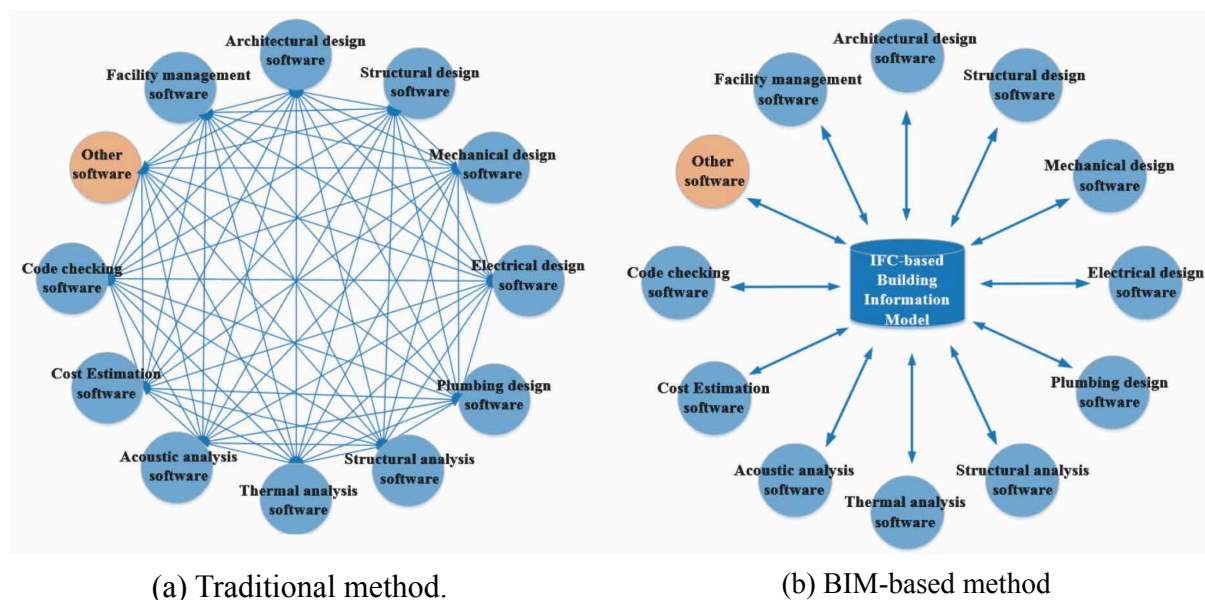 Architectural design
software
Structural design
software
Mechanical design
software
Electrical design
software
Plumbing design
software
Structural analysis
software
Thermal analysis
software
Acoustic analysis
software
Cost Estimation
software
Code checking
software
Other
software
Facility management
software
(a) Traditional method.
Architectural design
software
Structural design
software
Mechanical design
software
Electrical design
software
Plumbing design
software
Structural analysis
software
Thermal analysis
software
Acoustic analysis
software
Cost Estimation
software
Code checking
software
Other
software
Facility management
software
IFC-based
Building
Information
Model
(b) BIM-based method